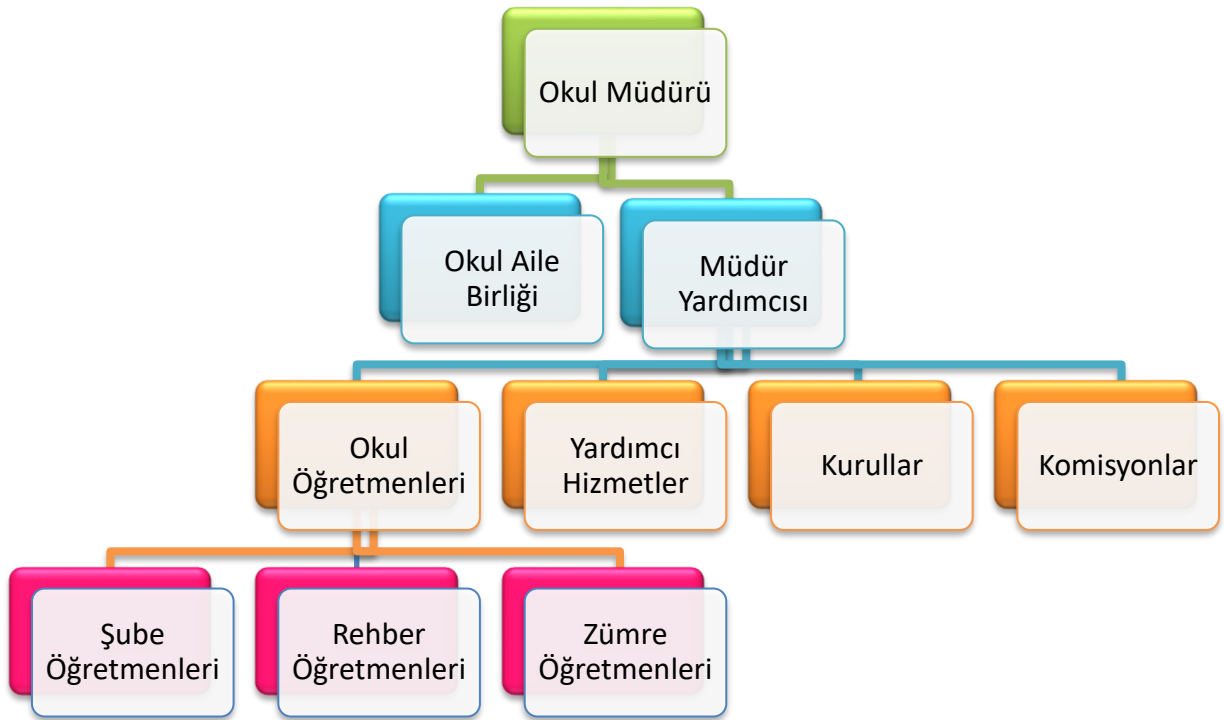 Okul Müdürü
Okul Aile
Birliği
Müdür
Yardımcısı
Okul
Öğretmenleri
Yardımcı
Hizmetler
Kurullar
Komisyonlar
Şube
Öğretmenleri
Rehber
Öğretmenleri
Zümre
Öğretmenleri